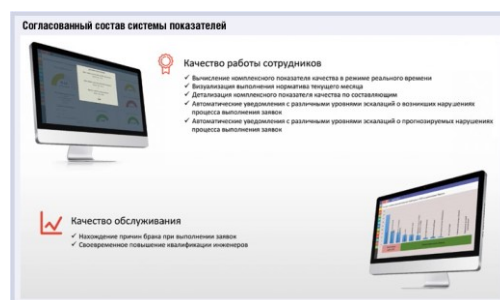 Согласованный состав системы показателей
Качество работы сотрудников
✓ Вычисление комплексного показателя качества в режиме реального времени
✓ Визуализация выполнения норматива текущего месяца
✓ Детализация комплексного показателя качества по составляющим
✓ Автоматические уведомления с различными уровнями эскалаций о возникших нарушениях
процесса выполнения заявок
✓ Автоматические уведомления с различными уровнями эскалаций о прогнозируемых нарушениях
процесса выполнения заявок
Качество обслуживания
✓ Нахождение причин брака при выполнении заявок
✓ Своевременное повышение квалификации инженеров